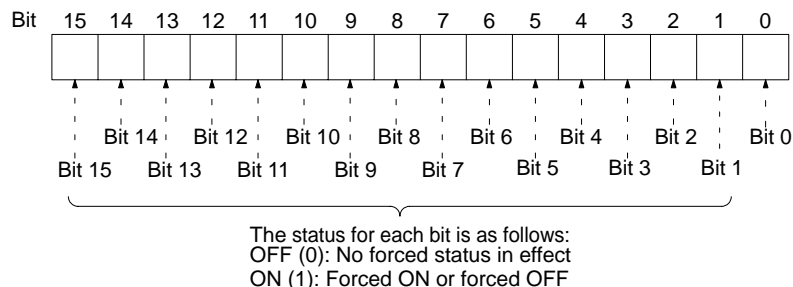 Bit 15 14 13 12 11 10 9 8 7 6 5 4 3 2 1 0
Bit 14 Bit 12 Bit 10 Bit 8 Bit 6 Bit 4 Bit 2 Bit 0
Bit 15 Bit 13 Bit 11 Bit 9 Bit 7 Bit 5 Bit 3 Bit 1
The status for each bit is as follows:
OFF (0): No forced status in effect
ON (1): Forced ON or forced OFF